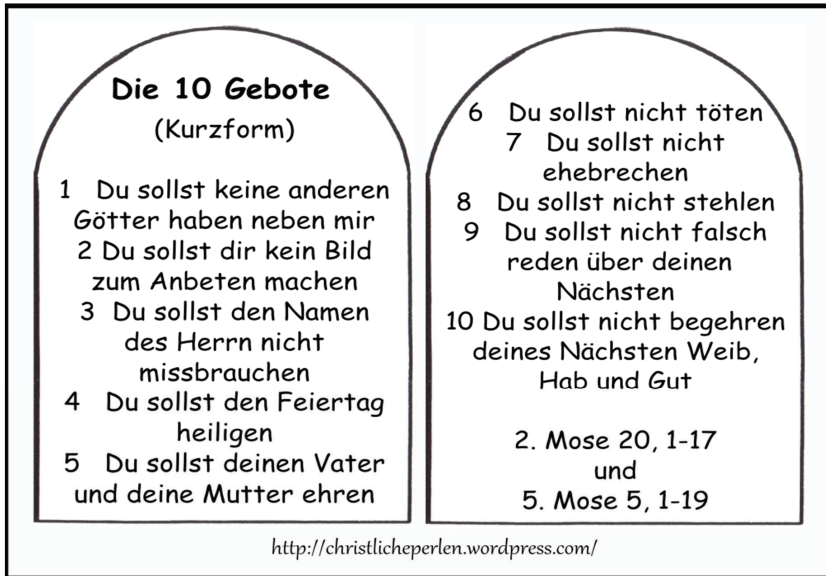 Die 10 Gebote
(Kurzform)
1 Du sollst keine anderen
Götter haben neben mir
2 Du sollst dir kein Bild
zum Anbeten machen
3 Du sollst den Namen
des Herrn nicht
missbrauchen
4 Du sollst den Feiertag
heiligen
5 Du sollst deinen Vater
und deine Mutter ehren
6 Du sollst nicht töten
7 Du sollst nicht
ehebrechen
8 Du sollst nicht stehlen
9 Du sollst nicht falsch
reden über deinen
Nächsten
10 Du sollst nicht begehren
deines Nächsten Weib,
Hab und Gut
2. Mose 20, 1-17
und
5. Mose 5, 1-19
http://christlicheperlen.wordpress.com/